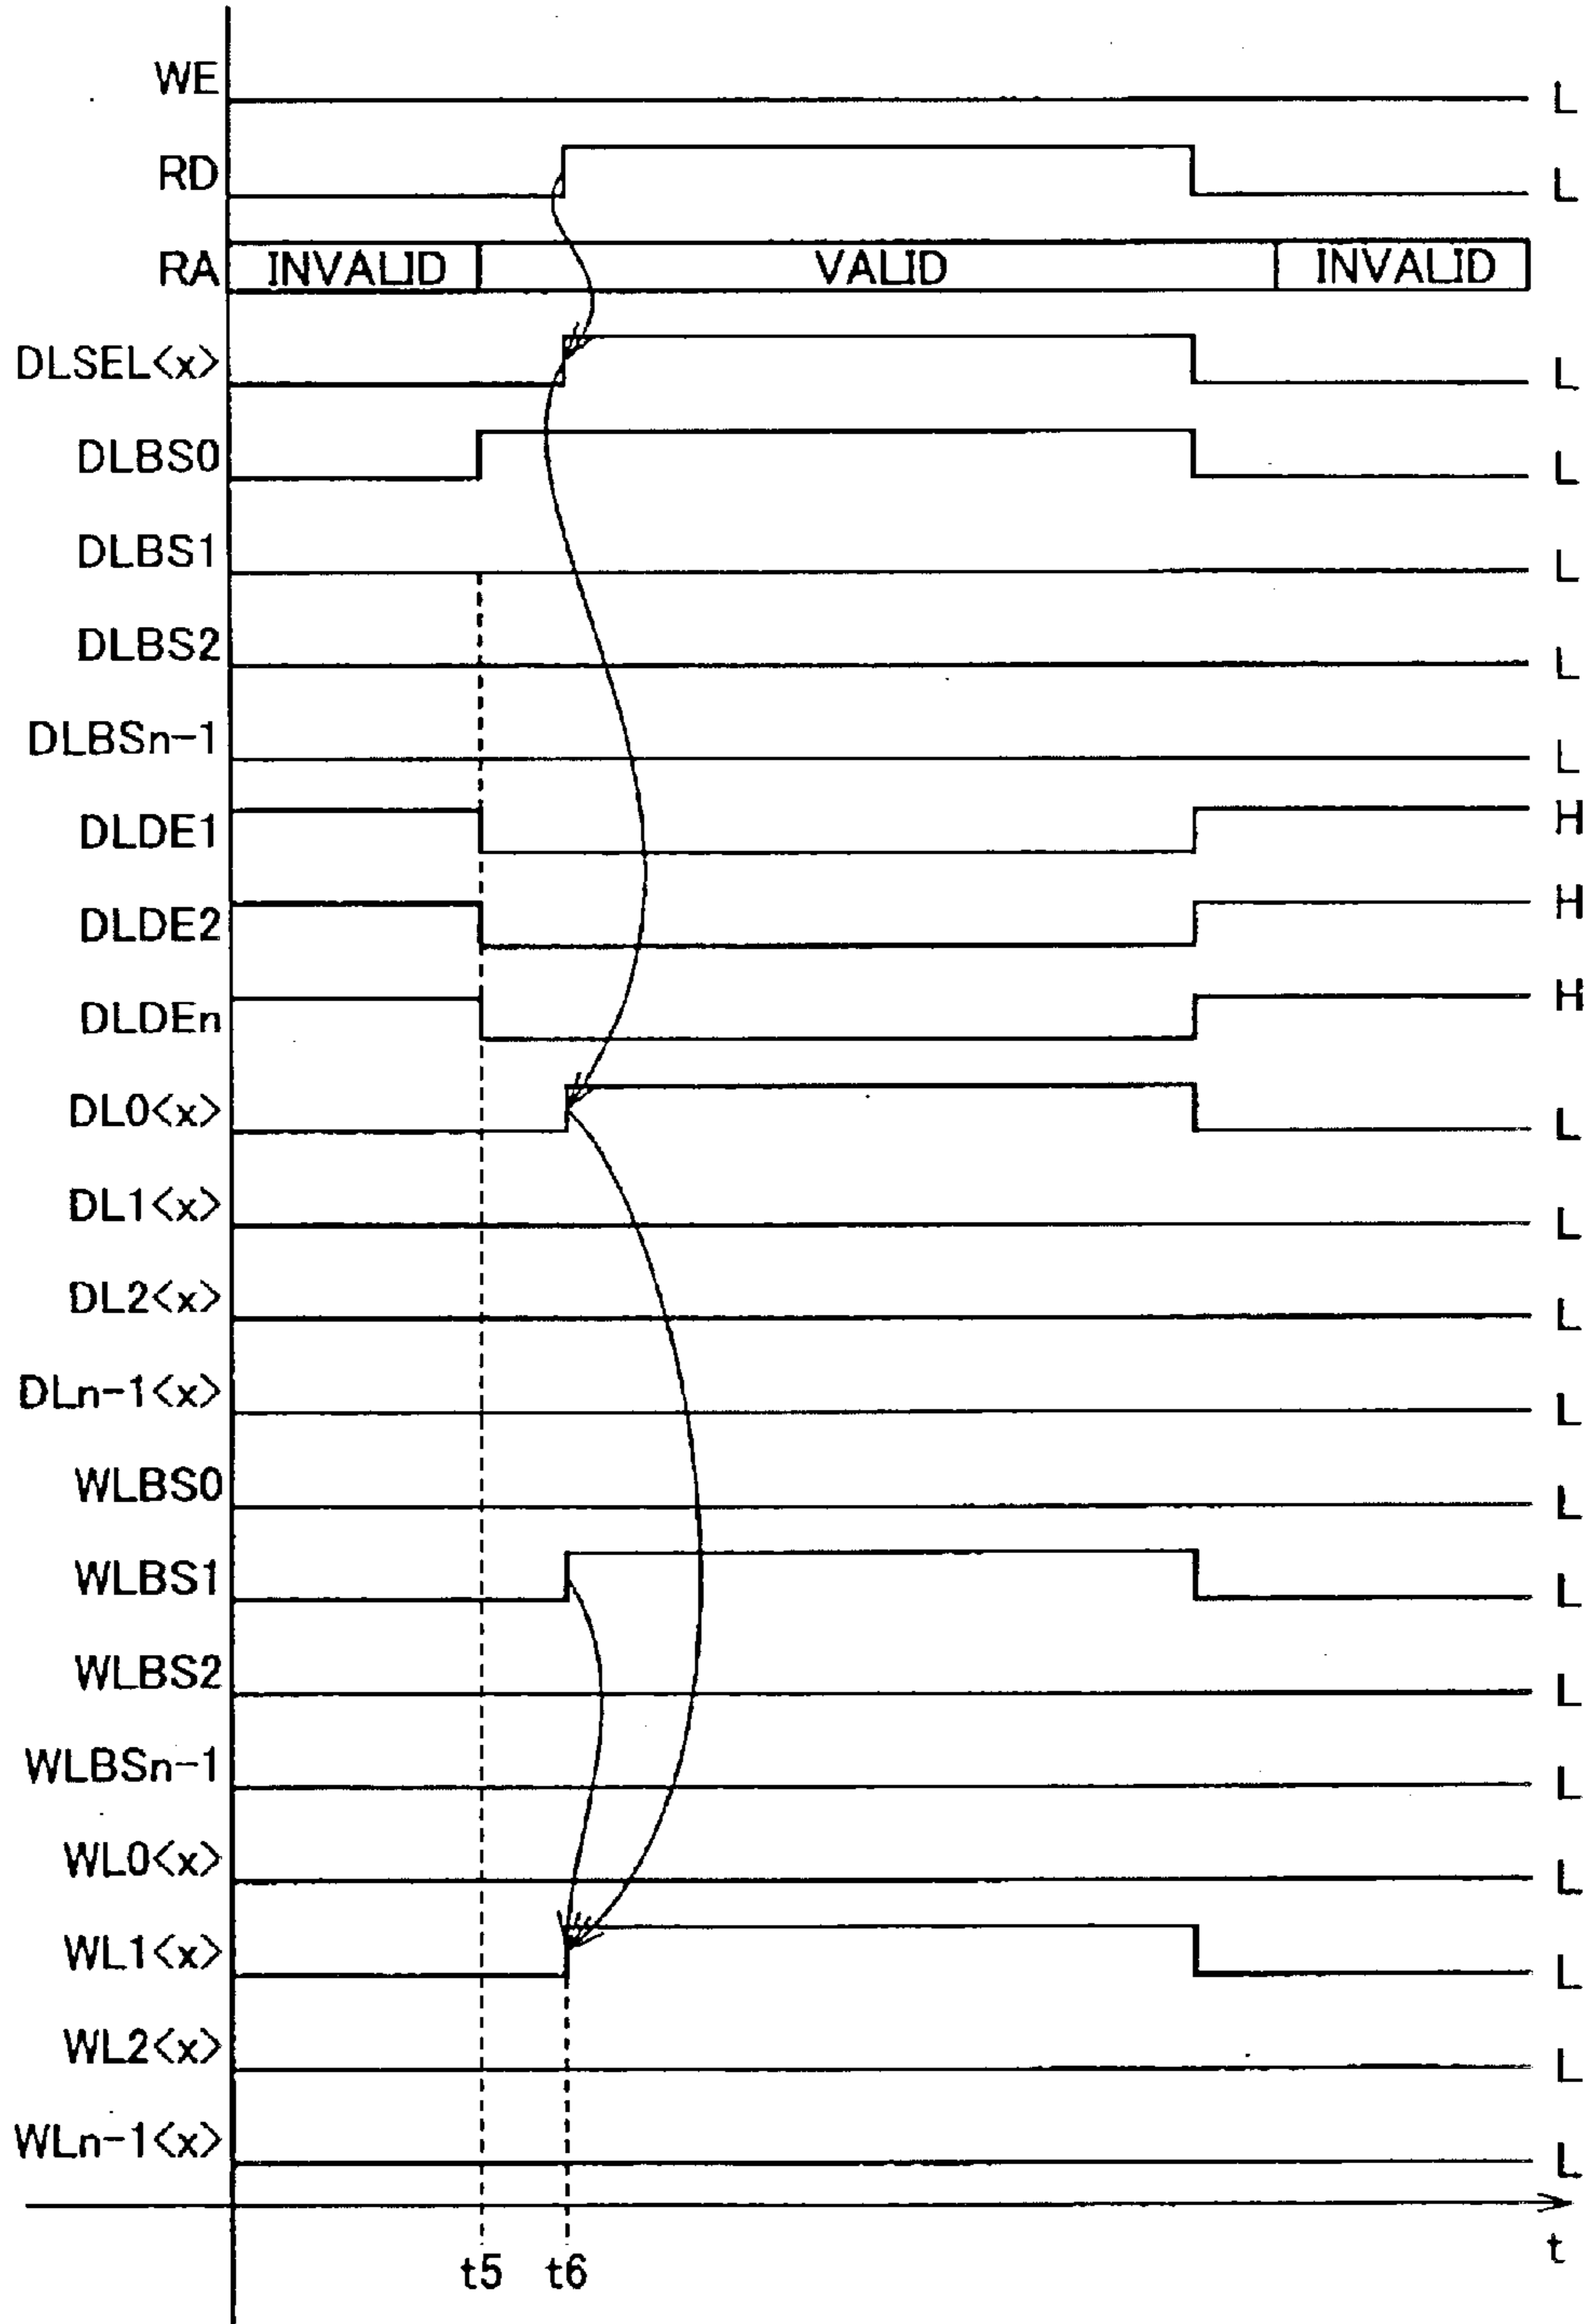 WE L
RD L
RA INVALID VALID INVALID
DLSEL<x> L
DLBS0 L
DLBS1 L
DLBS2 L
DLBSn-1 L
DLDE1 H
DLDE2 H
DLDEn H
DL0<x> L
DL1<x> L
DL2<x> L
DLn-1<x> L
WLBS0 L
WLBS1 L
WLBS2 L
WLBSn-1 L
WL0<x> L
WL1<x> L
WL2<x> L
WLn-1<x> L
t5 t6 t